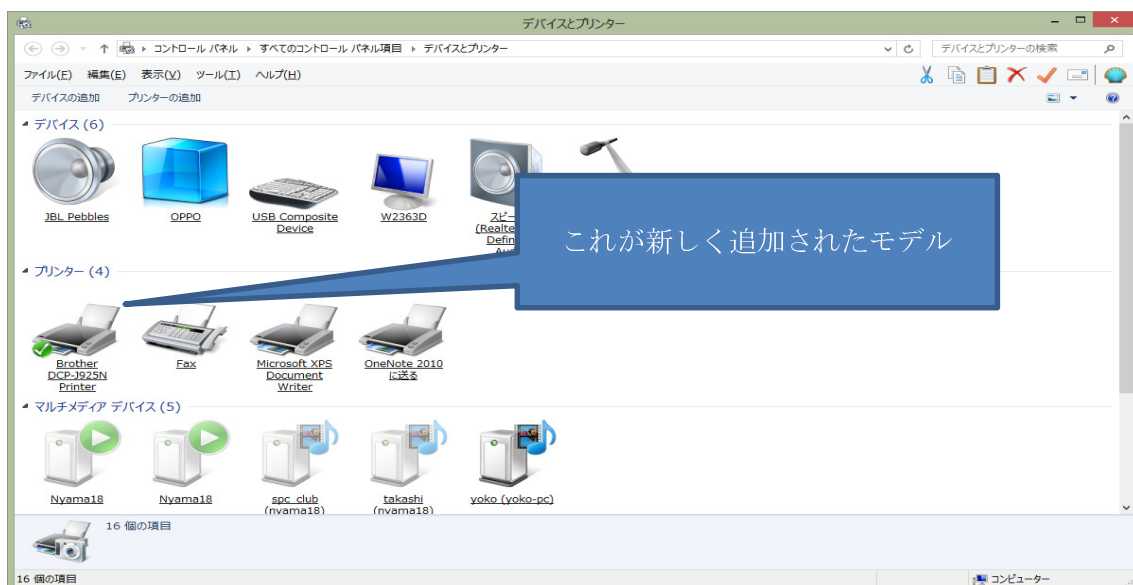 デバイスとプリンター
コントロール パネル ▸ すべてのコントロール パネル項目 ▸ デバイスとプリンター
デバイスとプリンターの検索
ファイル(F) 編集(E) 表示(V) ツール(T) ヘルプ(H)
デバイスの追加 プリンターの追加
デバイス (6)
JBL Pebbles
OPPO
USB Composite
Device
W2363D
スピー
(Realte
Defin
これが新しく追加されたモデル
プリンター (4)
Brother
DCP-J925N
Printer
Fax
Microsoft XPS
Document
Writer
OneNote 2010
に送る
マルチメディア デバイス (5)
Nyama18
Nyama18
spc_club
(nyama18)
takashi
(nyama18)
yoko (yoko-pc)
16 個の項目
16 個の項目
コンピューター